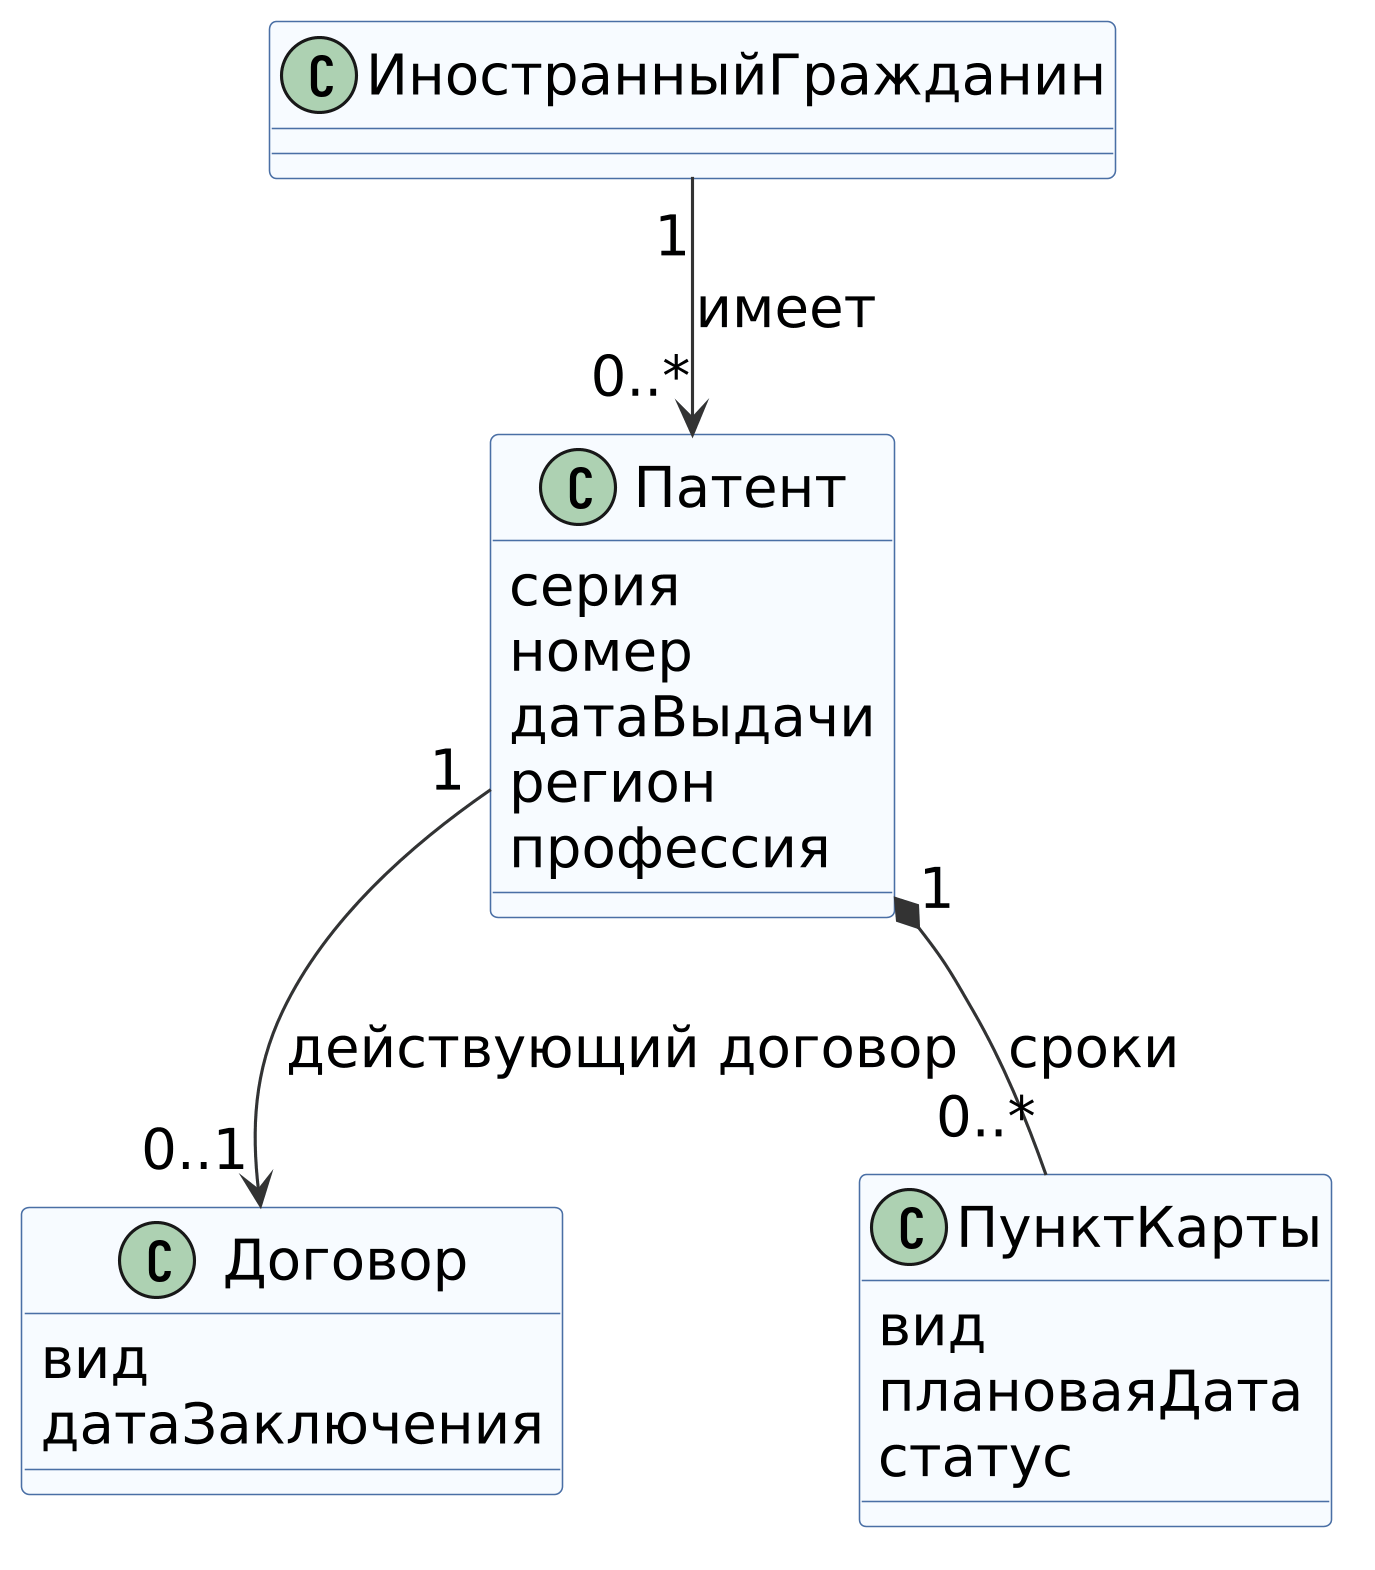 C ИностранныйГражданин
1
имеет
0..*
C Патент
серия
номер
датаВыдачи
регион
профессия
1
1
действующий договор
сроки
0..*
0..1
C Договор
вид
датаЗаключения
C ПунктКарты
вид
плановаяДата
статус